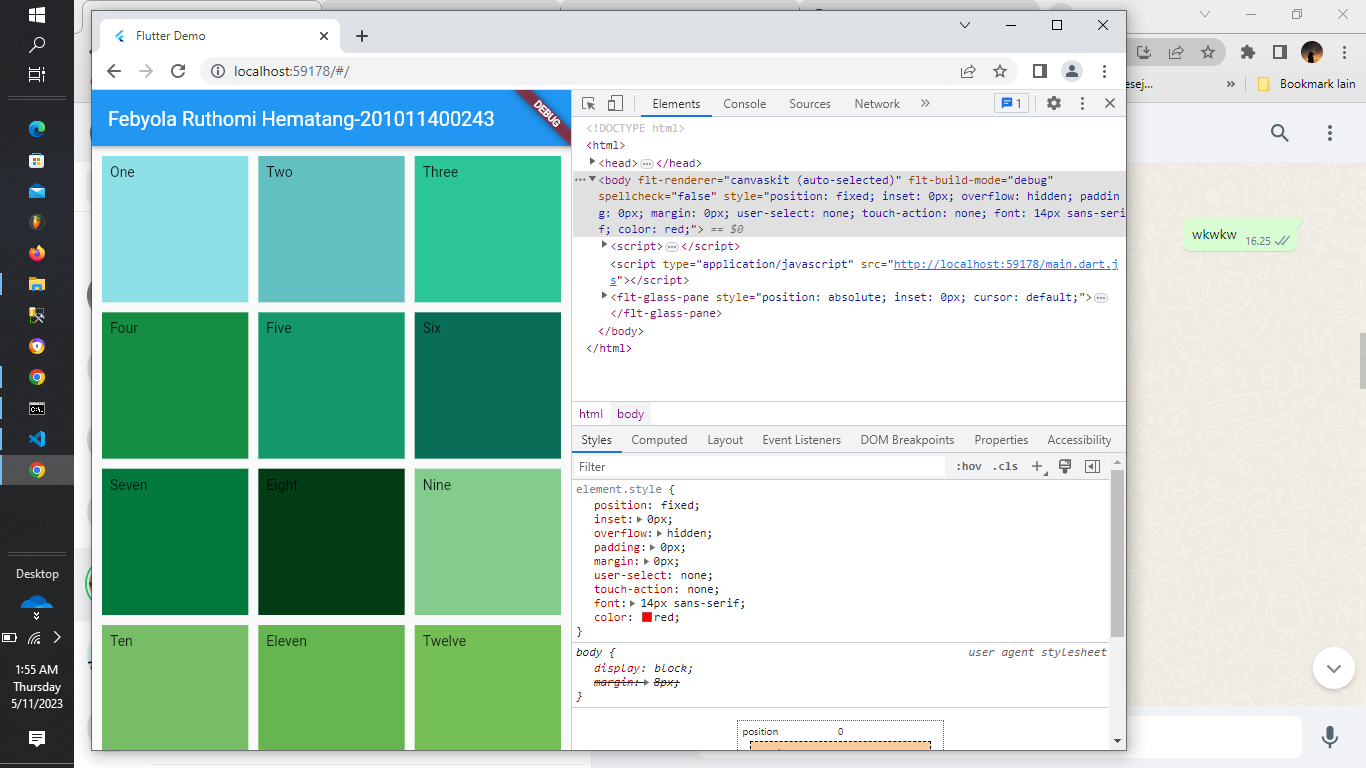 Flutter Demo
localhost:59178/#/
Bookmark lain
Febyola Ruthomi Hematang-201011400243
DEBUG
One
Two
Three
Four
Five
Six
Seven
Eight
Nine
Ten
Eleven
Twelve
Elements
Console
Sources
Network
1
<!DOCTYPE html>
<html>
<head>
</head>
<body flt-renderer="canvaskit (auto-selected)" flt-build-mode="debug"
spellcheck="false" style="position: fixed; inset: 0px; overflow: hidden; paddin
g: 0px; margin: 0px; user-select: none; touch-action: none; font: 14px sans-seri
f; color: red;"> == $0
<script>
</script>
<script type="application/javascript" src="http://localhost:59178/main.dart.j
s"></script>
<flt-glass-pane style="position: absolute; inset: 0px; cursor: default;">
</flt-glass-pane>
</body>
</html>
html
body
Styles
Computed
Layout
Event Listeners
DOM Breakpoints
Properties
Accessibility
Filter
:hov
.cls
element.style {
position: fixed;
inset: 0px;
overflow: hidden;
padding: 0px;
margin: 0px;
user-select: none;
touch-action: none;
font: 14px sans-serif;
color: red;
}
body {
user agent stylesheet
display: block;
margin: 8px;
}
position
0
wkwkw
16.25
Desktop
1:55 AM
Thursday
5/11/2023